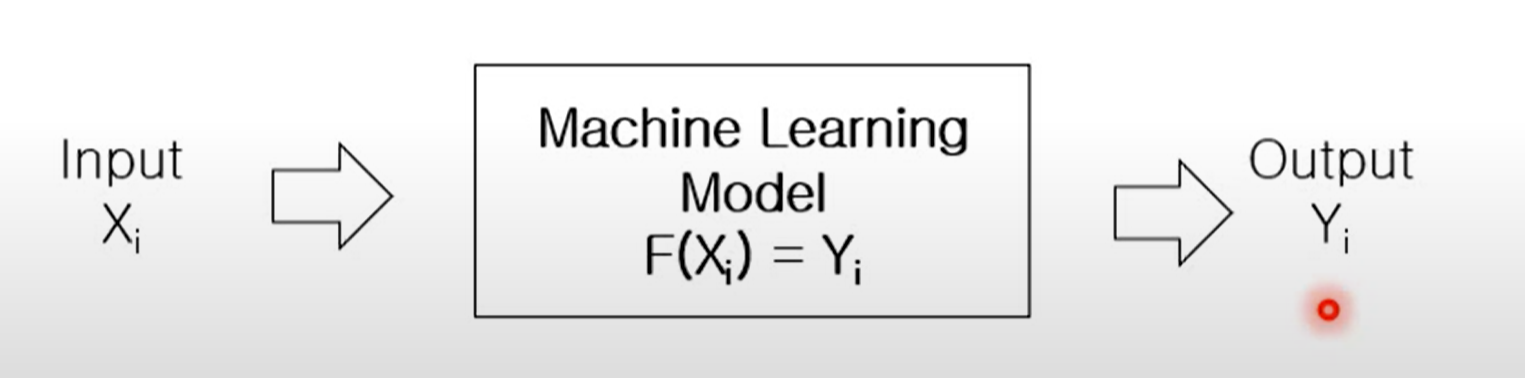 Input
Xᵢ
Machine Learning
Model
F(Xᵢ) = Yᵢ
Output
Yᵢ